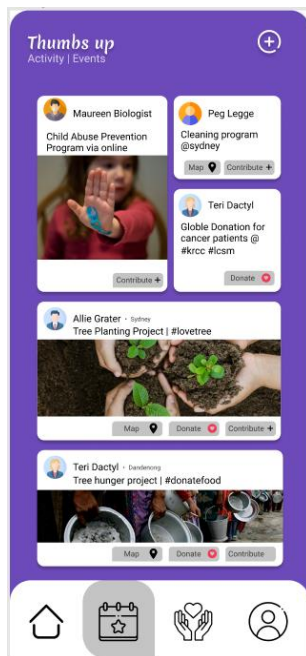 Thumbs up
Activity | Events
Maureen Biologist
Child Abuse Prevention
Program via online
Contribute +
Peg Legge
Cleaning program
@sydney
Map
Contribute +
Teri Dactyl
Globle Donation for
cancer patients @
#krcc #lcsm
Donate
Allie Grater • Sydney
Tree Planting Project | #lovetree
Map
Donate
Contribute +
Teri Dactyl • Dandenong
Tree hunger project | #donatefood
Map
Donate
Contribute